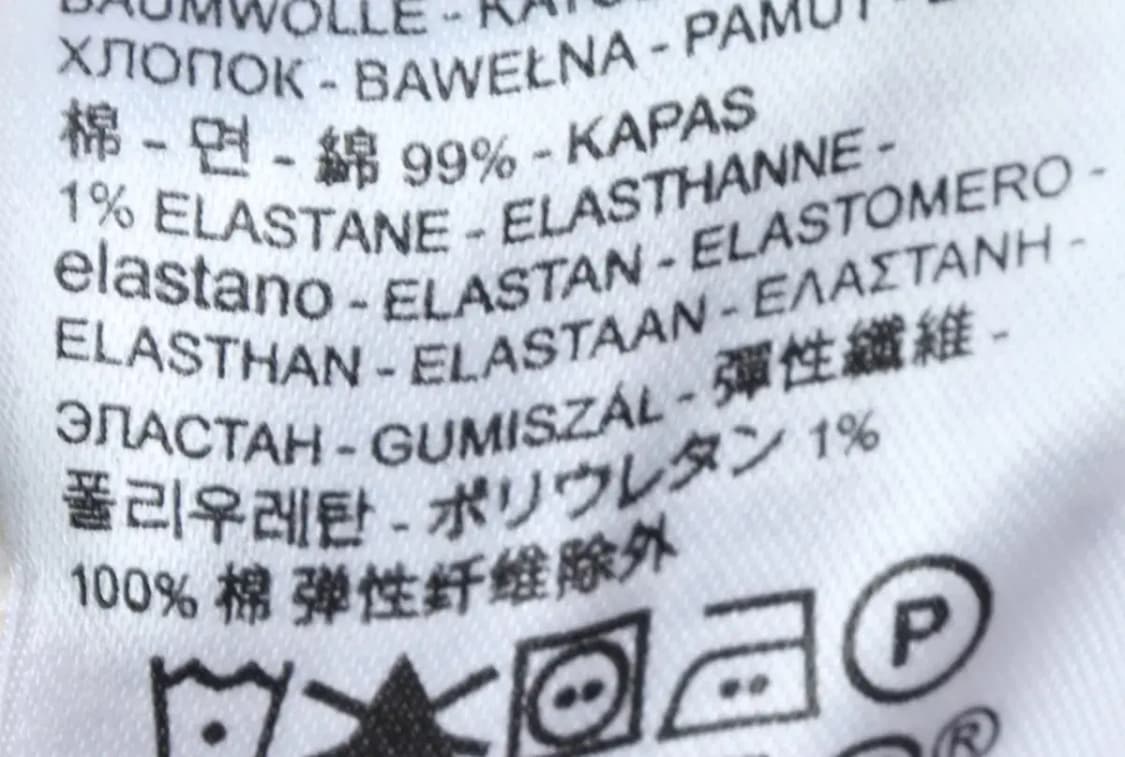 BAUMWOLLE -
ХЛОПОК - BAWEŁNA - PAMUT -
棉 - 면 - 綿 99% - KAPAS
1% ELASTANE - ELASTHANNE -
elastano - ELASTAN - ELASTOMERO -
ELASTHAN - ELASTAAN - ΕΛΑΣΤΑΝΗ -
ЭЛАСТАН - GUMISZÁL - 彈性纖維 -
폴리우레탄 - ポリウレタン 1%
100% 棉 弹性纤维除外
P
®